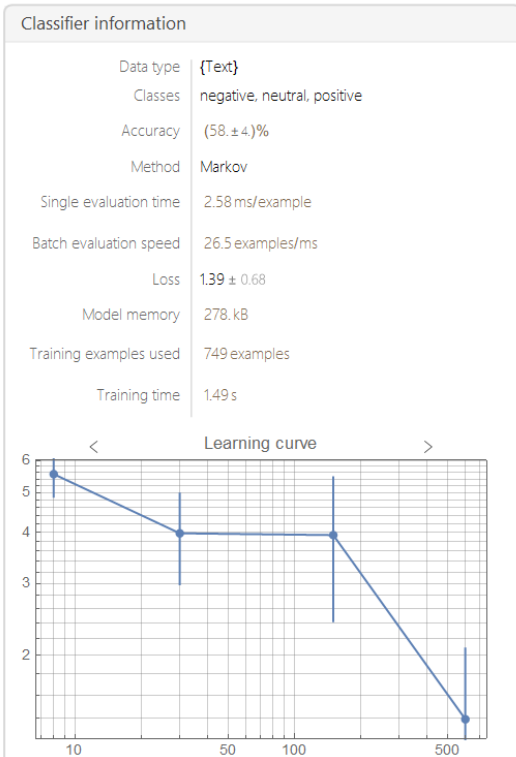 Classifier information
Data type {Text}
Classes negative, neutral, positive
Accuracy (58. ± 4.)%
Method Markov
Single evaluation time 2.58 ms/example
Batch evaluation speed 26.5 examples/ms
Loss 1.39 ± 0.68
Model memory 278. kB
Training examples used 749 examples
Training time 1.49 s
< Learning curve >
6
5
4
3
2
10 50 100 500